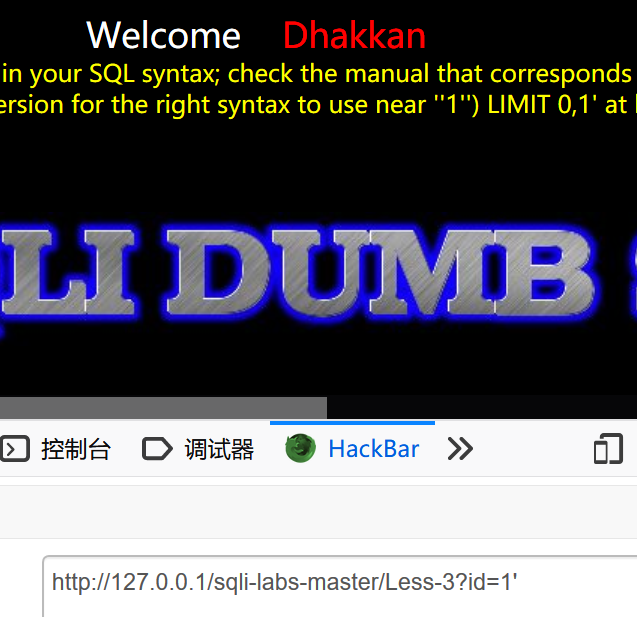 Welcome Dhakkan
in your SQL syntax; check the manual that corresponds
ersion for the right syntax to use near ''1'') LIMIT 0,1' at
LI DUMB
控制台 调试器 HackBar
http://127.0.0.1/sqli-labs-master/Less-3?id=1'